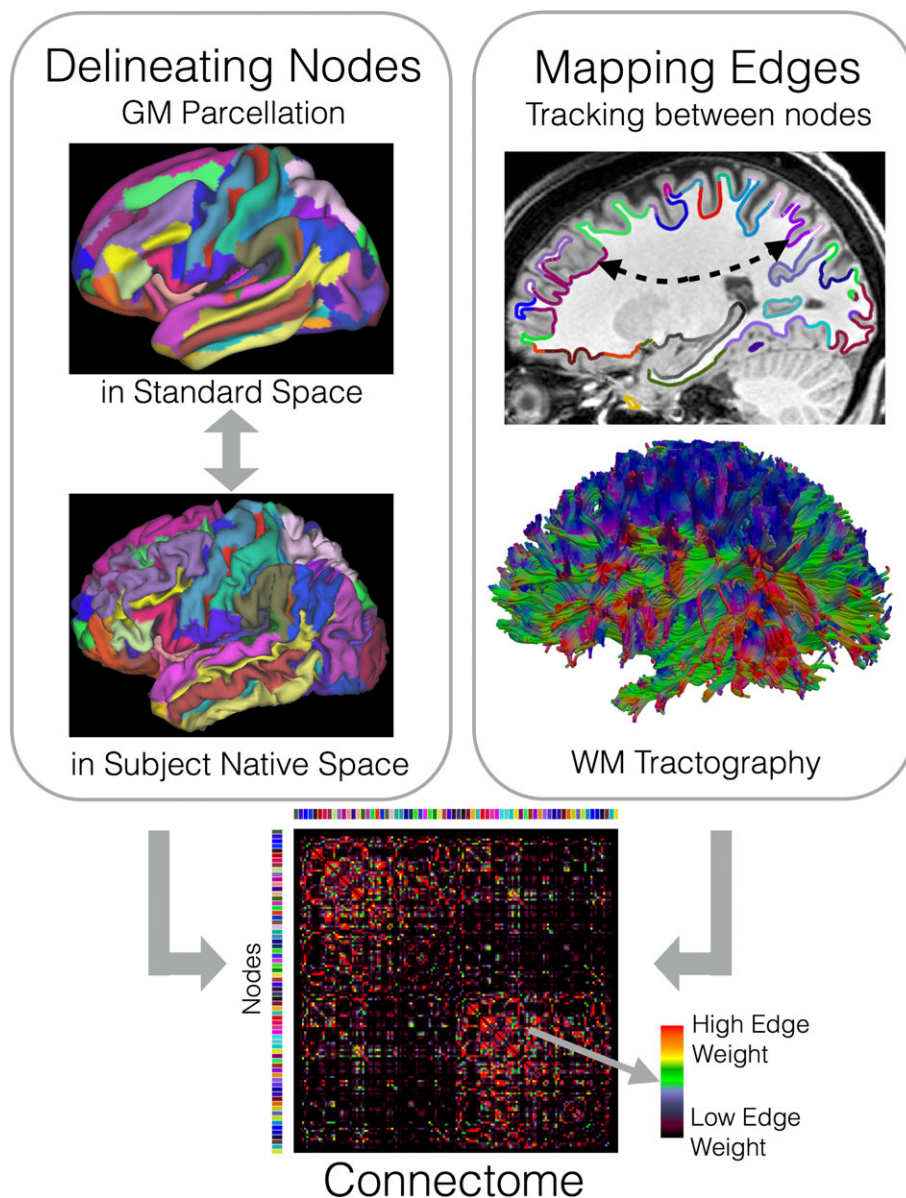 Delineating Nodes
GM Parcellation
in Standard Space
in Subject Native Space
Mapping Edges
Tracking between nodes
WM Tractography
Nodes
High Edge
Weight
Low Edge
Weight
Connectome